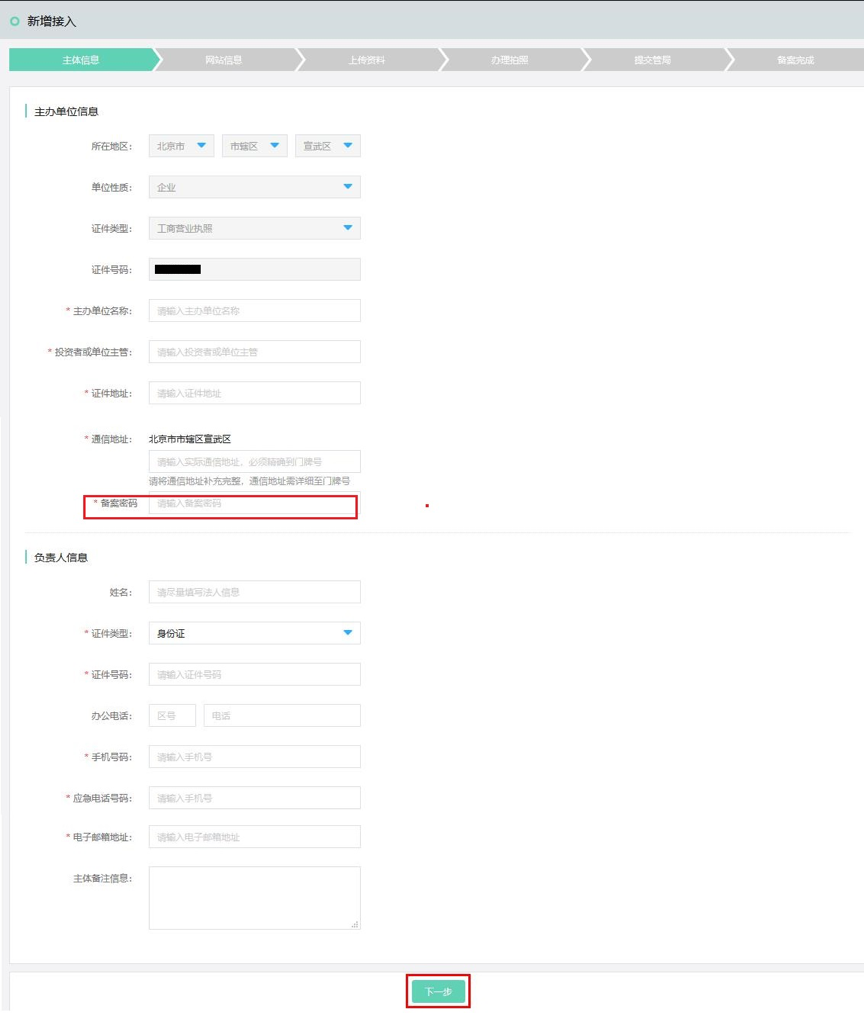 新增接入
主体信息 网站信息 上传资料 办理拍照 提交管局 备案完成
主办单位信息
所在地区： 北京市 市辖区 宣武区
单位性质： 企业
证件类型： 工商营业执照
证件号码：
* 主办单位名称： 请输入主办单位名称
* 投资者或单位主管： 请输入投资者或单位主管
* 证件地址： 请输入证件地址
* 通信地址： 北京市市辖区宣武区
请输入实际通信地址，必须精确到门牌号
请将通信地址补充完整，通信地址需详细至门牌号
* 备案密码 请输入备案密码
负责人信息
姓名： 请尽量填写法人信息
* 证件类型： 身份证
* 证件号码： 请输入证件号码
办公电话： 区号 电话
* 手机号码： 请输入手机号
* 应急电话号码： 请输入手机号
* 电子邮箱地址： 请输入电子邮箱地址
主体备注信息：
下一步